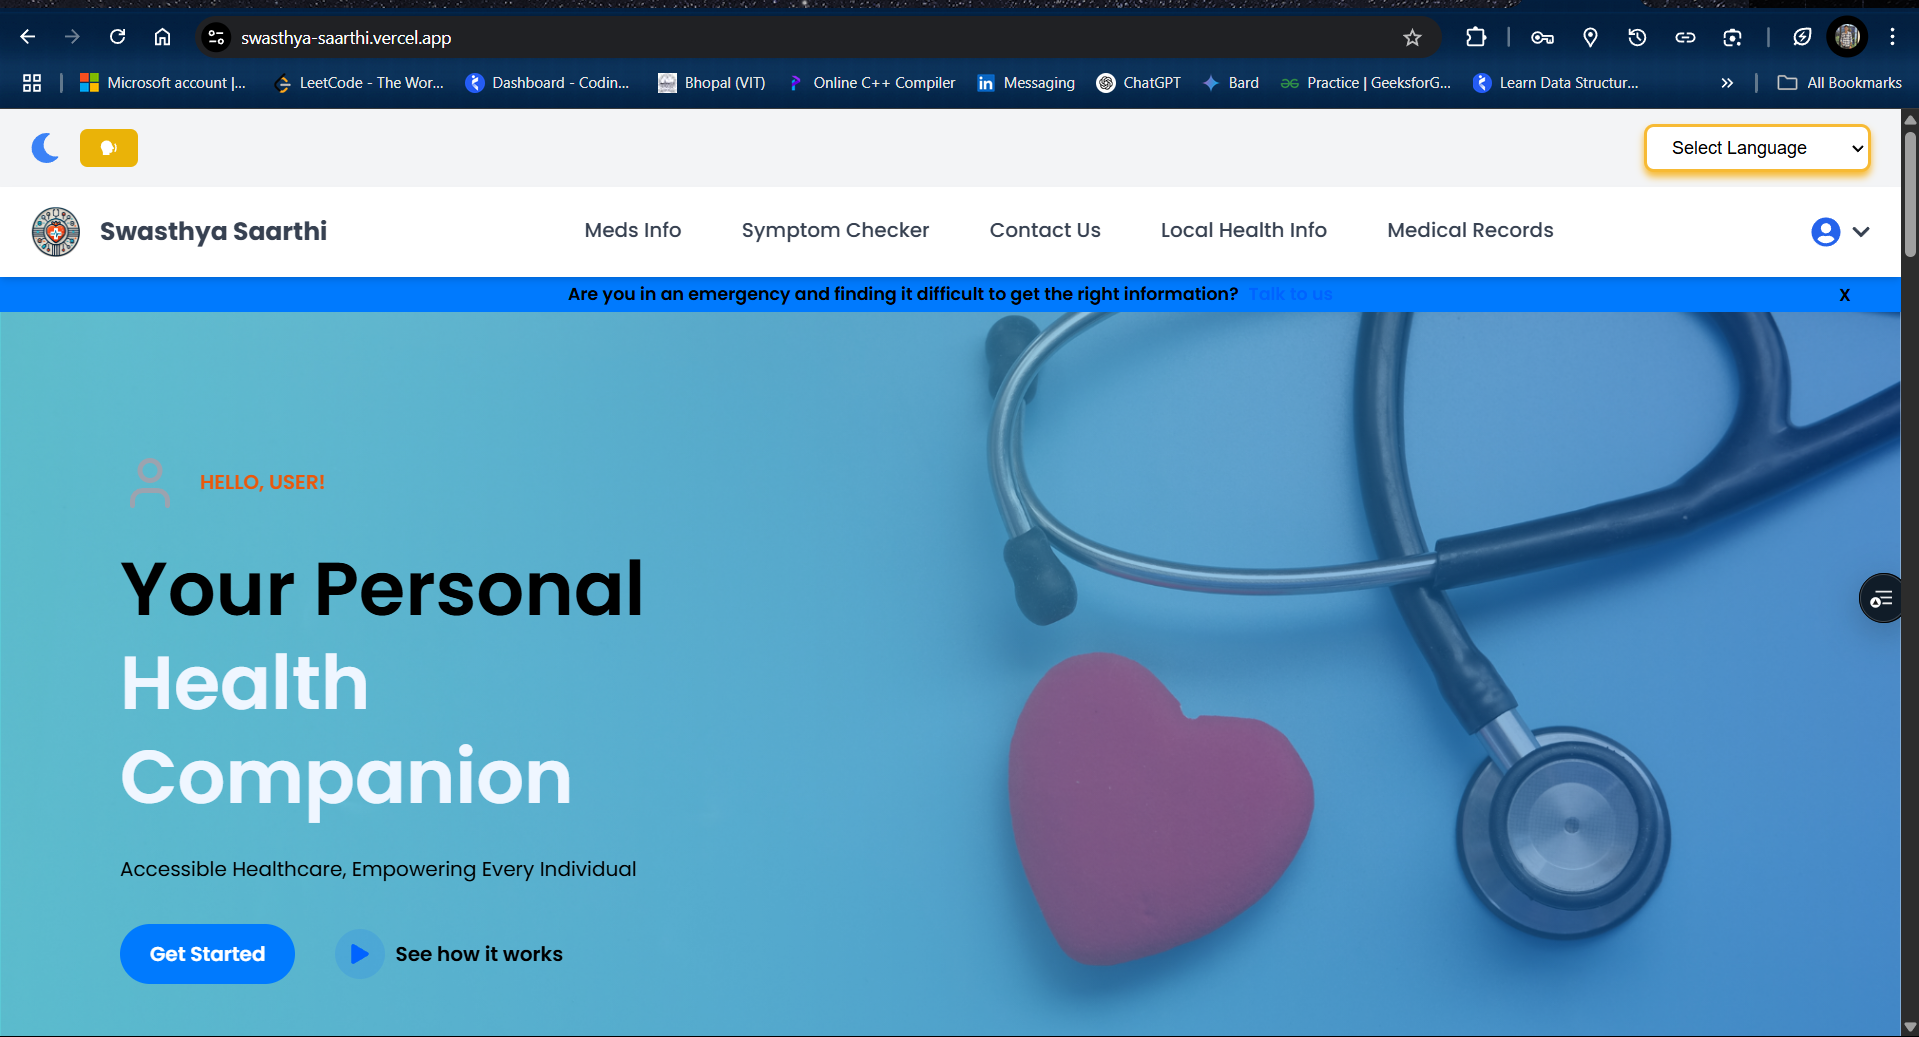 swasthya-saarthi.vercel.app
Microsoft account |... LeetCode - The Wor... Dashboard - Codin... Bhopal (VIT) Online C++ Compiler in Messaging ChatGPT Bard Practice | GeeksforG... Learn Data Structur... » All Bookmarks
Select Language
Swasthya Saarthi Meds Info Symptom Checker Contact Us Local Health Info Medical Records
Are you in an emergency and finding it difficult to get the right information? Talk to us X
HELLO, USER!
Your Personal
Health
Companion
Accessible Healthcare, Empowering Every Individual
Get Started See how it works